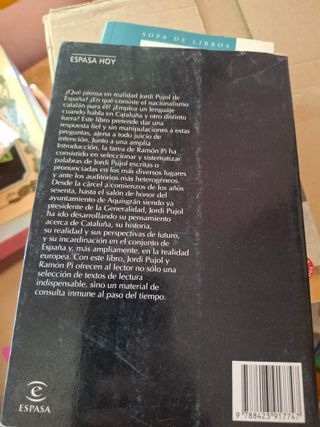 SOPA DE LIBROS
ESPASA HOY
¿Qué piensa en realidad Jordi Pujol de
España? ¿En qué consiste el nacionalismo
catalán para él? ¿Emplea un lenguaje
cuando habla en Cataluña y otro distinto
fuera? Este libro pretende dar una
respuesta fiel y sin manipulaciones a estas
preguntas, ajena a todo juicio de
intención. Junto a una amplia
Introducción, la tarea de Ramón Pi ha
consistido en seleccionar y sistematizar
palabras de Jordi Pujol escritas o
pronunciadas en los más diversos lugares
y ante los auditorios más heterogéneos.
Desde la cárcel a comienzos de los años
sesenta, hasta el salón de honor del
ayuntamiento de Aquisgrán siendo ya
presidente de la Generalidad, Jordi Pujol
ha ido desarrollando su pensamiento
acerca de Cataluña, su historia,
su realidad y sus perspectivas de futuro,
y su incardinación en el conjunto de
España y, más ampliamente, en la realidad
europea. Con este libro, Jordi Pujol y
Ramón Pi ofrecen al lector no sólo una
selección de textos de lectura
indispensable, sino un material de
consulta inmune al paso del tiempo.
ESPASA
9 788423 917747